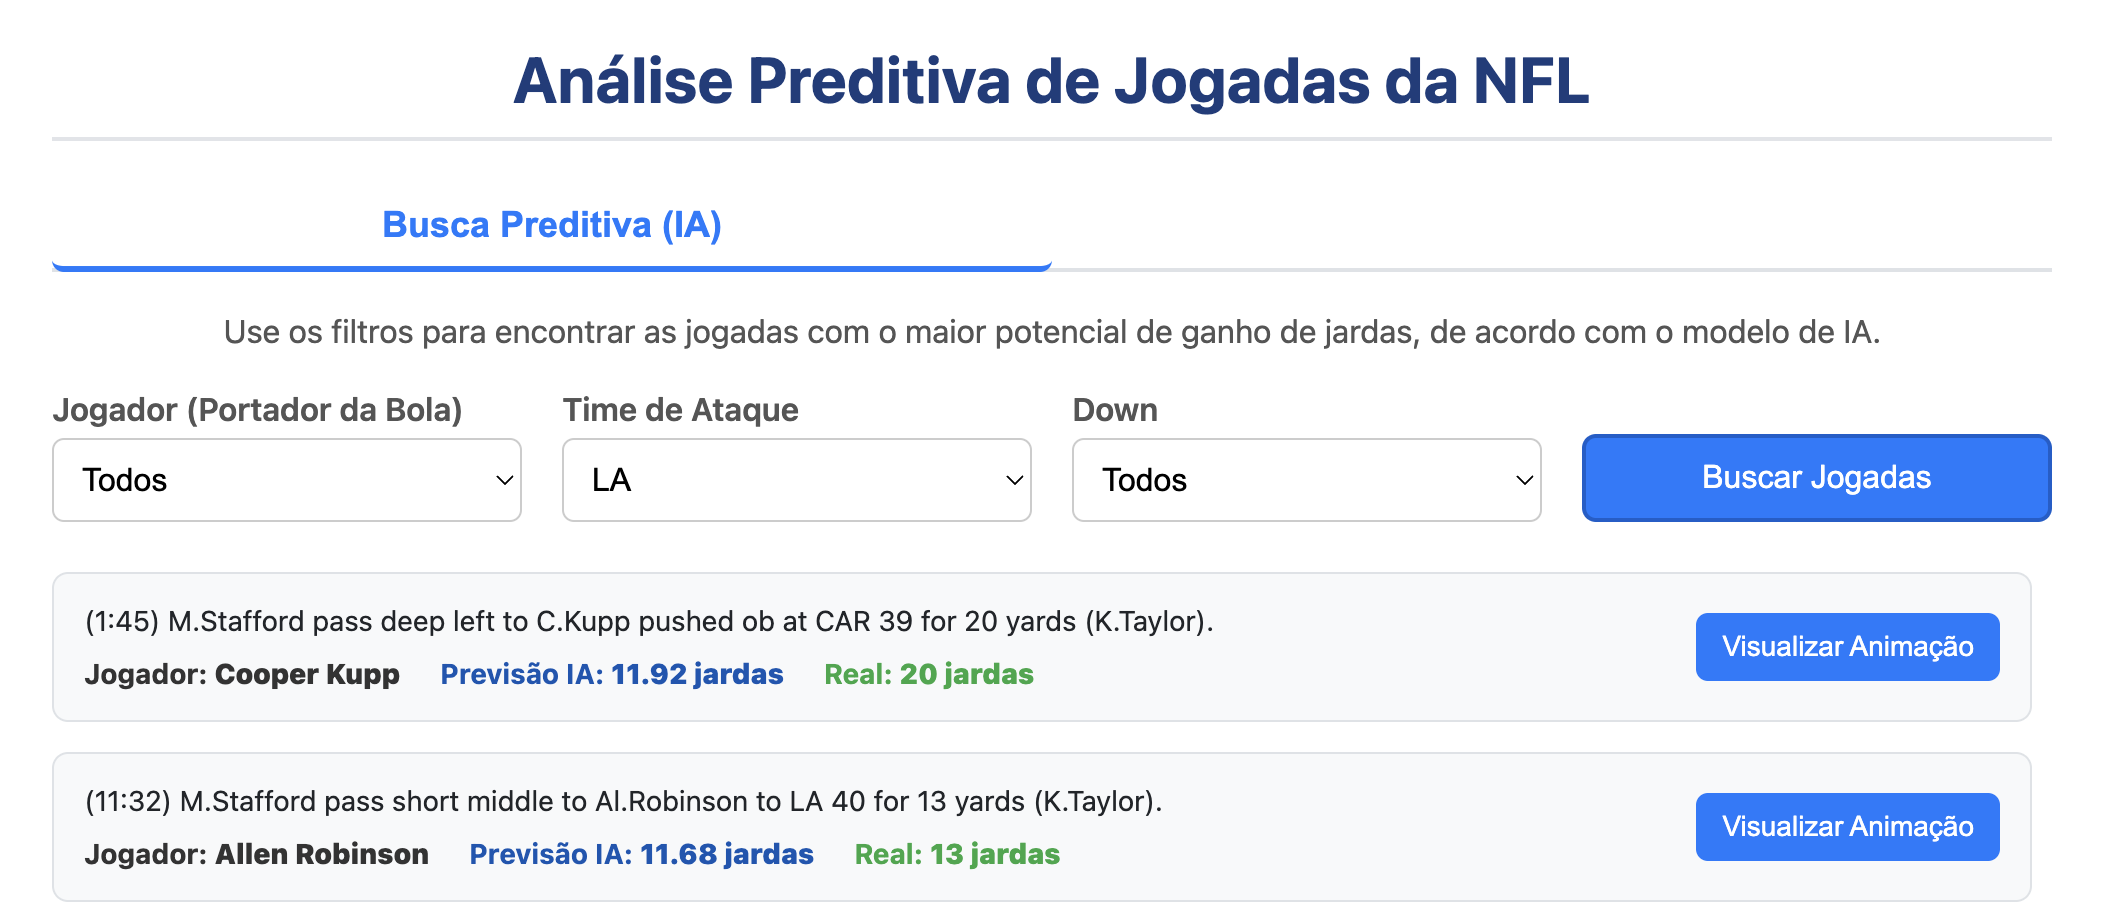 Análise Preditiva de Jogadas da NFL
Busca Preditiva (IA)
Use os filtros para encontrar as jogadas com o maior potencial de ganho de jardas, de acordo com o modelo de IA.
Jogador (Portador da Bola) Time de Ataque Down
Todos LA Todos Buscar Jogadas
(1:45) M.Stafford pass deep left to C.Kupp pushed ob at CAR 39 for 20 yards (K.Taylor).
Visualizar Animação
Jogador: Cooper Kupp Previsão IA: 11.92 jardas Real: 20 jardas
(11:32) M.Stafford pass short middle to Al.Robinson to LA 40 for 13 yards (K.Taylor).
Visualizar Animação
Jogador: Allen Robinson Previsão IA: 11.68 jardas Real: 13 jardas